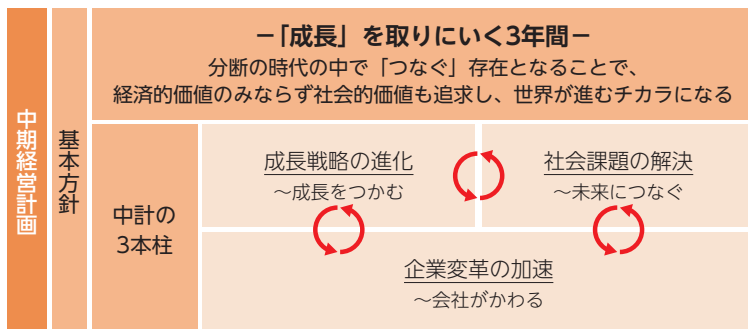 中期経営計画
基本方針
－「成長」を取りにいく3年間－
分断の時代の中で「つなぐ」存在となることで、
経済的価値のみならず社会的価値も追求し、世界が進むチカラになる
中計の
3本柱
成長戦略の進化
～成長をつかむ
社会課題の解決
～未来につなぐ
企業変革の加速
～会社がかわる